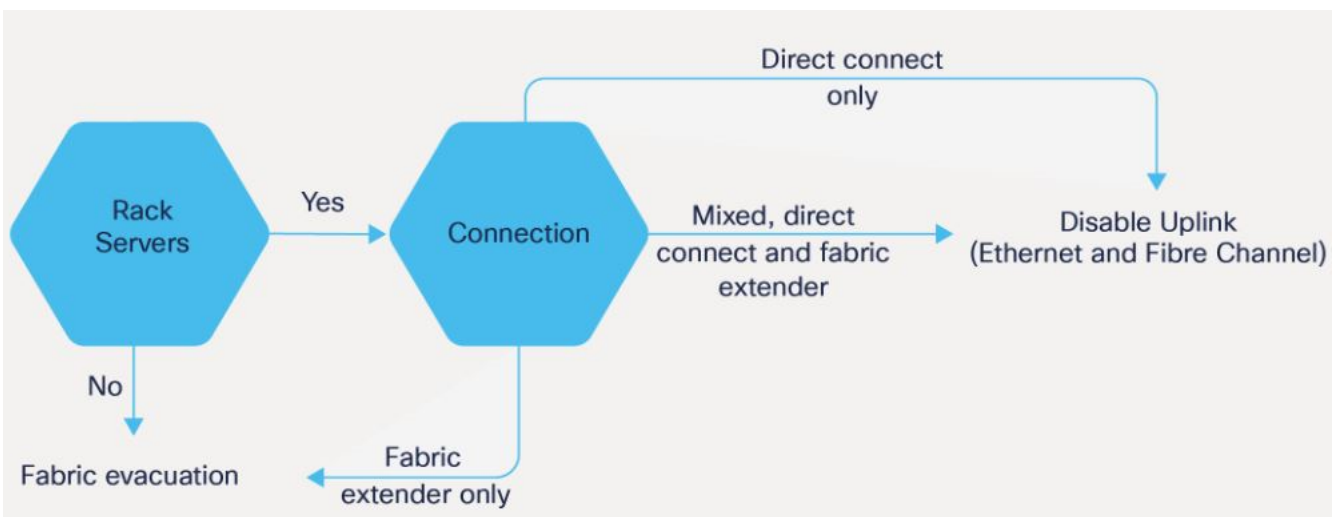 Direct connect
only
Rack
Servers
Yes
Connection
Mixed, direct
connect and fabric
extender
Disable Uplink
(Ethernet and Fibre Channel)
No
Fabric evacuation
Fabric
extender only